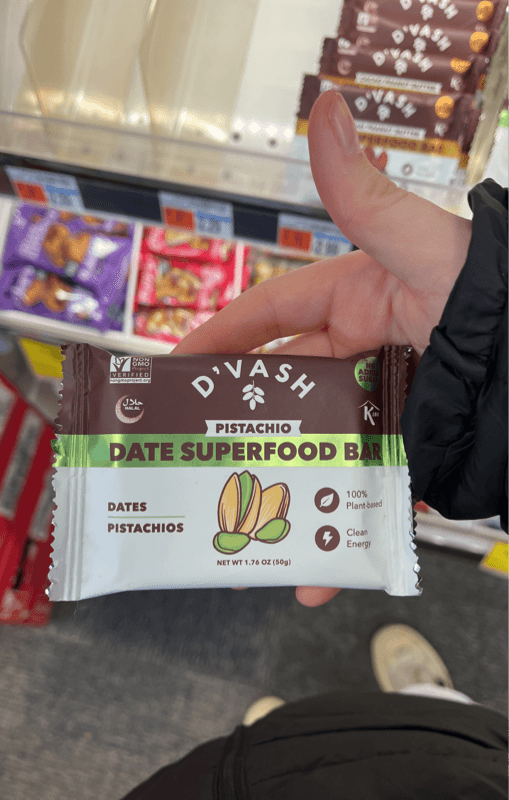 D'VASH
D'VASH
D'VASH
D'VASH
NON
GMO
Project
VERIFIED
nongmoproject.org
حلال
HALAL
D'VASH
K
PISTACHIO
DATE SUPERFOOD BAR
DATES
PISTACHIOS
100%
Plant-based
Clean
Energy
NET WT 1.76 OZ (50g)